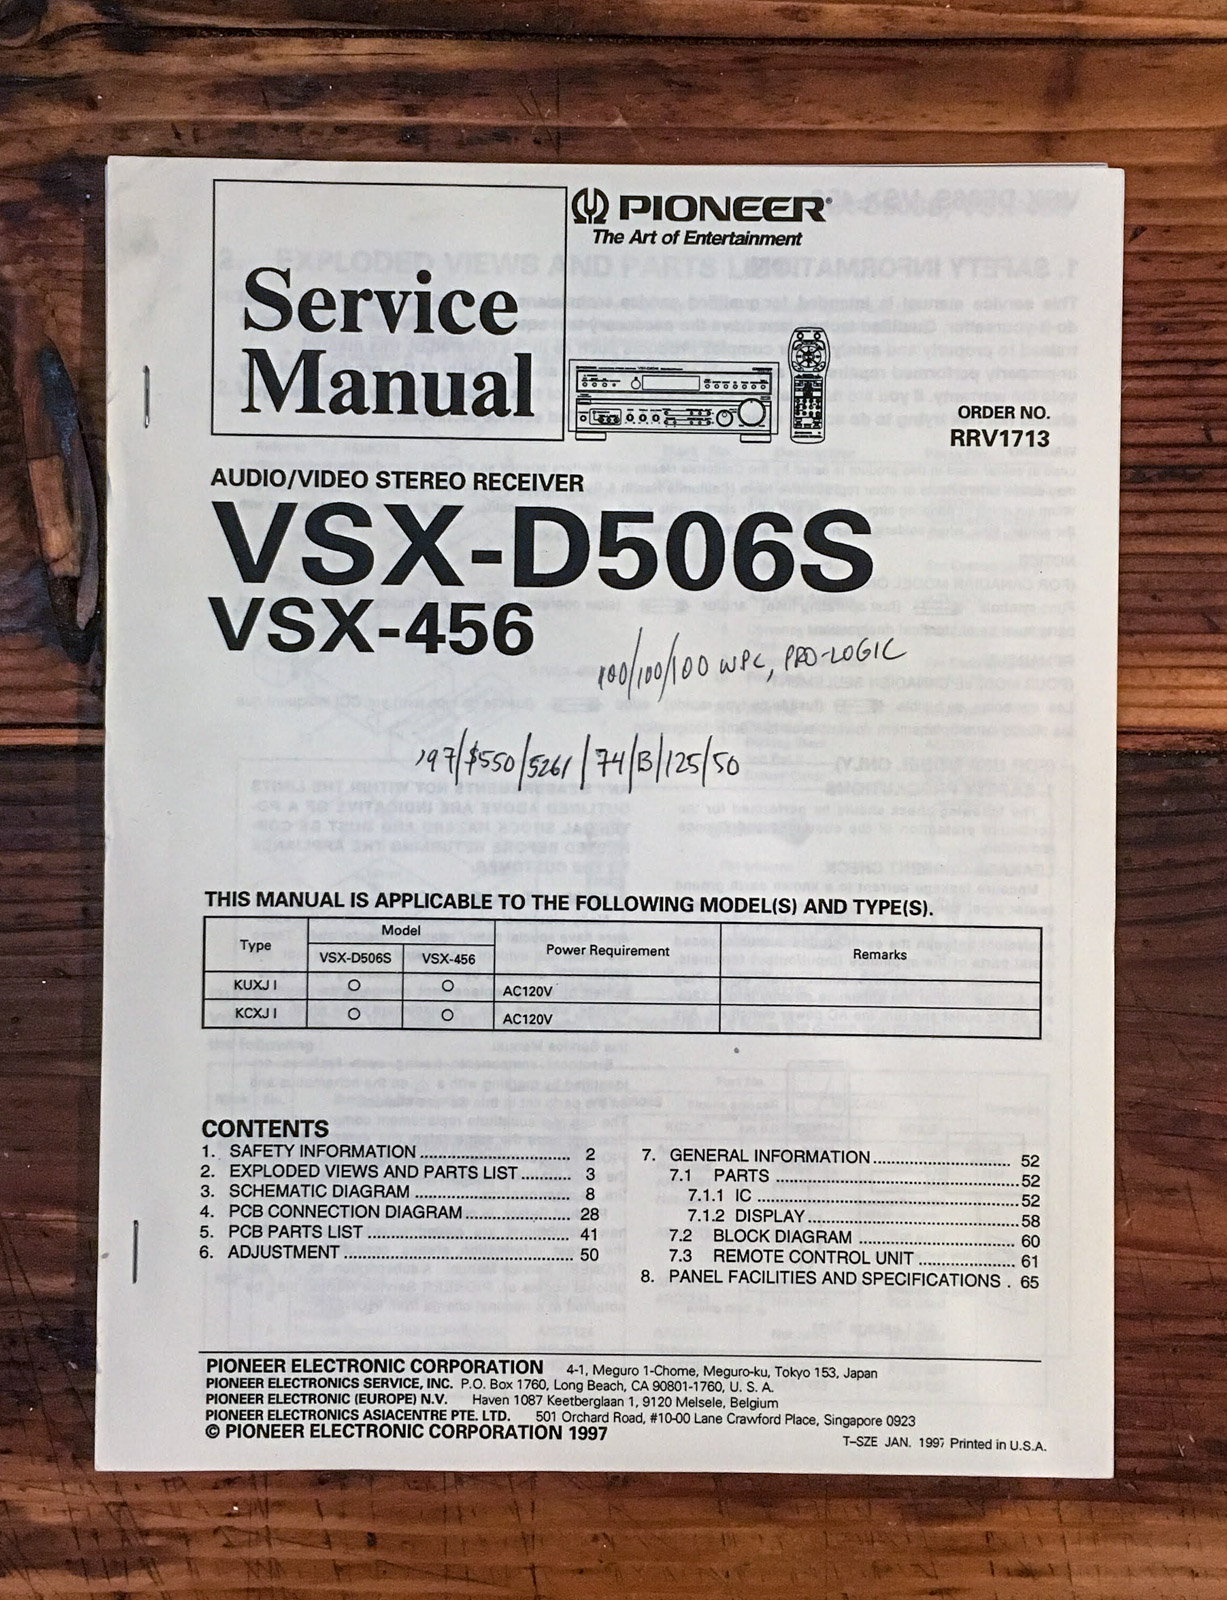 PIONEER®
The Art of Entertainment
Service
Manual
ORDER NO.
RRV1713
AUDIO/VIDEO STEREO RECEIVER
VSX-D506S
VSX-456
100/100/100 WPC, PRO-LOGIC
'97/$550/5261/74/B/125/50
THIS MANUAL IS APPLICABLE TO THE FOLLOWING MODEL(S) AND TYPE(S).
Type Model Power Requirement Remarks
VSX-D506S VSX-456
KUXJ I ○ ○ AC120V
KCXJ I ○ ○ AC120V
CONTENTS
1. SAFETY INFORMATION ................................ 2
2. EXPLODED VIEWS AND PARTS LIST ........... 3
3. SCHEMATIC DIAGRAM ................................ 8
4. PCB CONNECTION DIAGRAM ..................... 28
5. PCB PARTS LIST .......................................... 41
6. ADJUSTMENT .............................................. 50
7. GENERAL INFORMATION ............................ 52
7.1 PARTS .................................................. 52
7.1.1 IC ..................................................... 52
7.1.2 DISPLAY ........................................... 58
7.2 BLOCK DIAGRAM ................................ 60
7.3 REMOTE CONTROL UNIT .................... 61
8. PANEL FACILITIES AND SPECIFICATIONS . 65
PIONEER ELECTRONIC CORPORATION 4-1, Meguro 1-Chome, Meguro-ku, Tokyo 153, Japan
PIONEER ELECTRONICS SERVICE, INC. P.O. Box 1760, Long Beach, CA 90801-1760, U. S. A.
PIONEER ELECTRONIC (EUROPE) N.V. Haven 1087 Keetberglaan 1, 9120 Melsele, Belgium
PIONEER ELECTRONICS ASIACENTRE PTE. LTD. 501 Orchard Road, #10-00 Lane Crawford Place, Singapore 0923
© PIONEER ELECTRONIC CORPORATION 1997
T–SZE JAN. 1997 Printed in U.S.A.